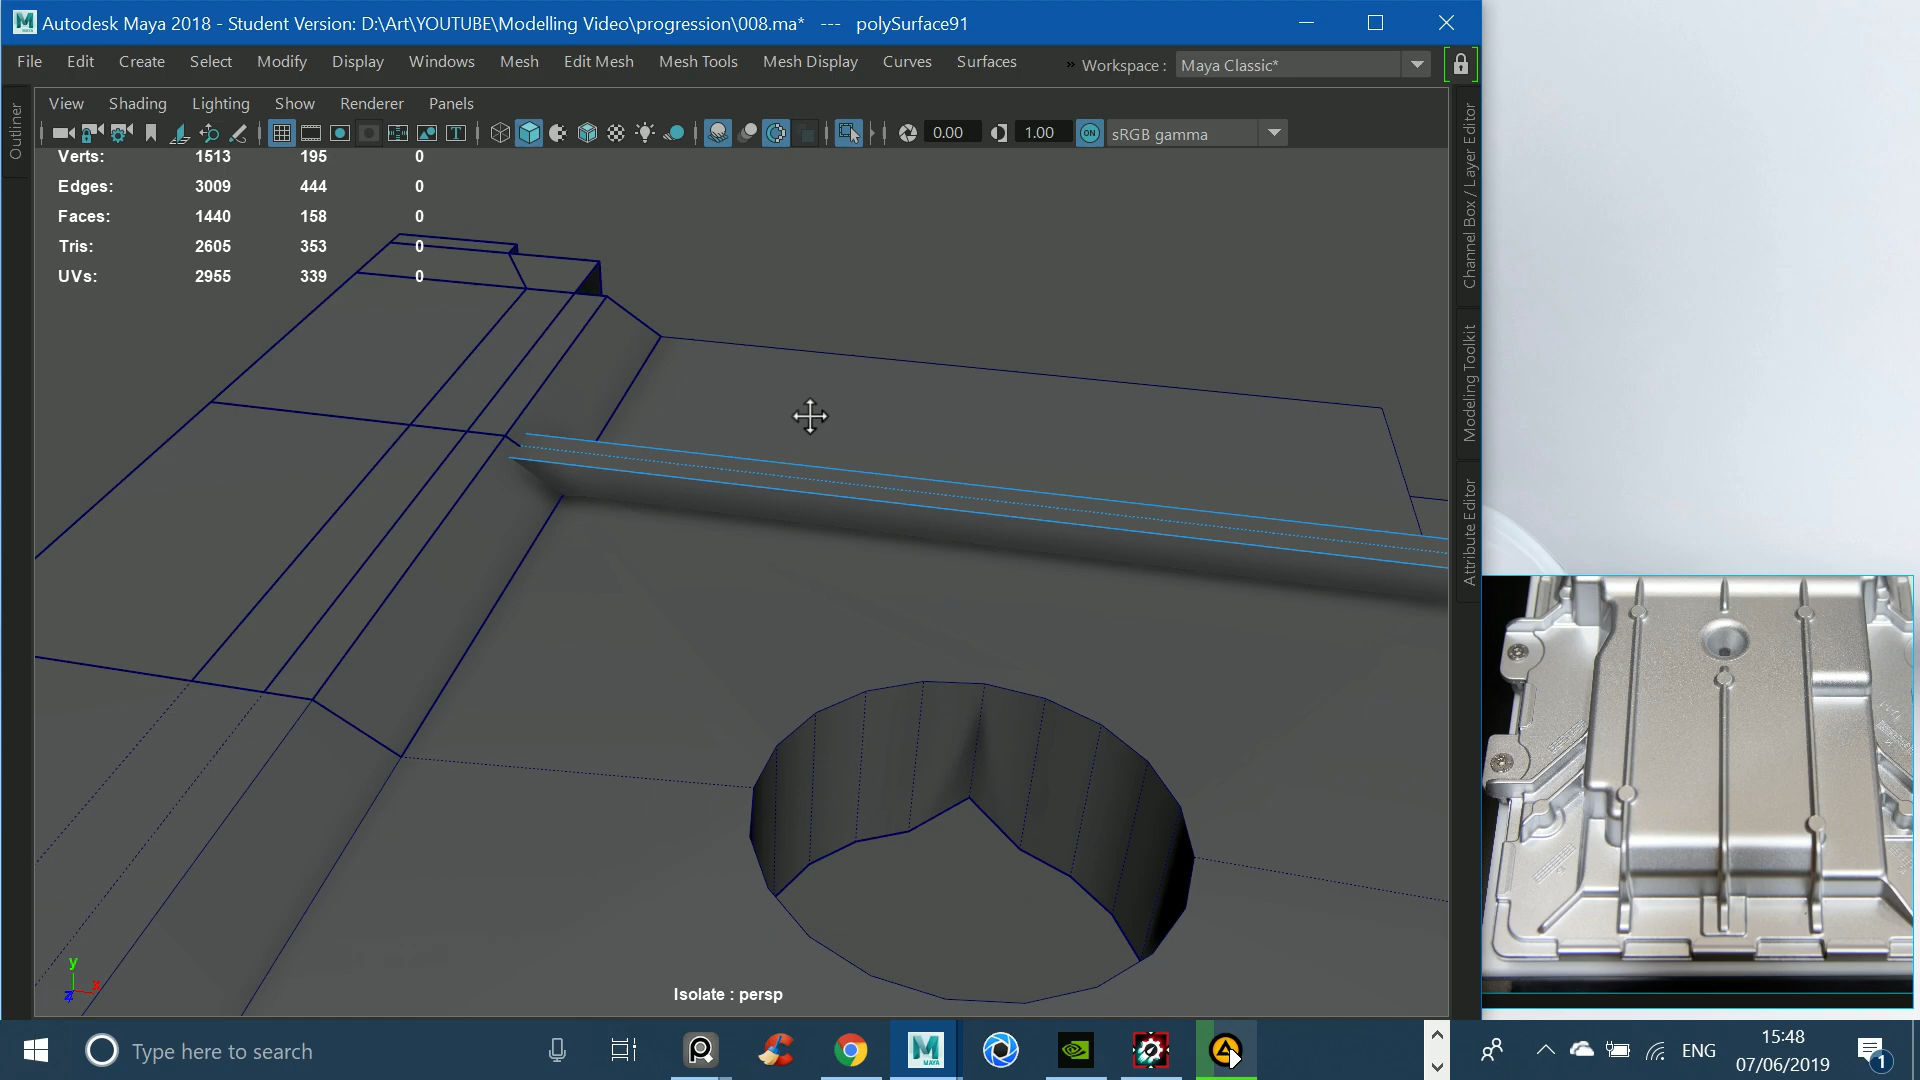 Autodesk Maya 2018 - Student Version: D:\Art\YOUTUBE\Modelling Video\progression\008.ma* --- polySurface91
File Edit Create Select Modify Display Windows Mesh Edit Mesh Mesh Tools Mesh Display Curves Surfaces » Workspace : Maya Classic*
View Shading Lighting Show Renderer Panels
0.00 1.00 ON sRGB gamma
Outliner
Verts: 1513 195 0
Edges: 3009 444 0
Faces: 1440 158 0
Tris: 2605 353 0
UVs: 2955 339 0
Channel Box / Layer Editor
Modeling Toolkit
Attribute Editor
y
x
z
Isolate : persp
Type here to search
MAYA
ENG
15:48
07/06/2019
1